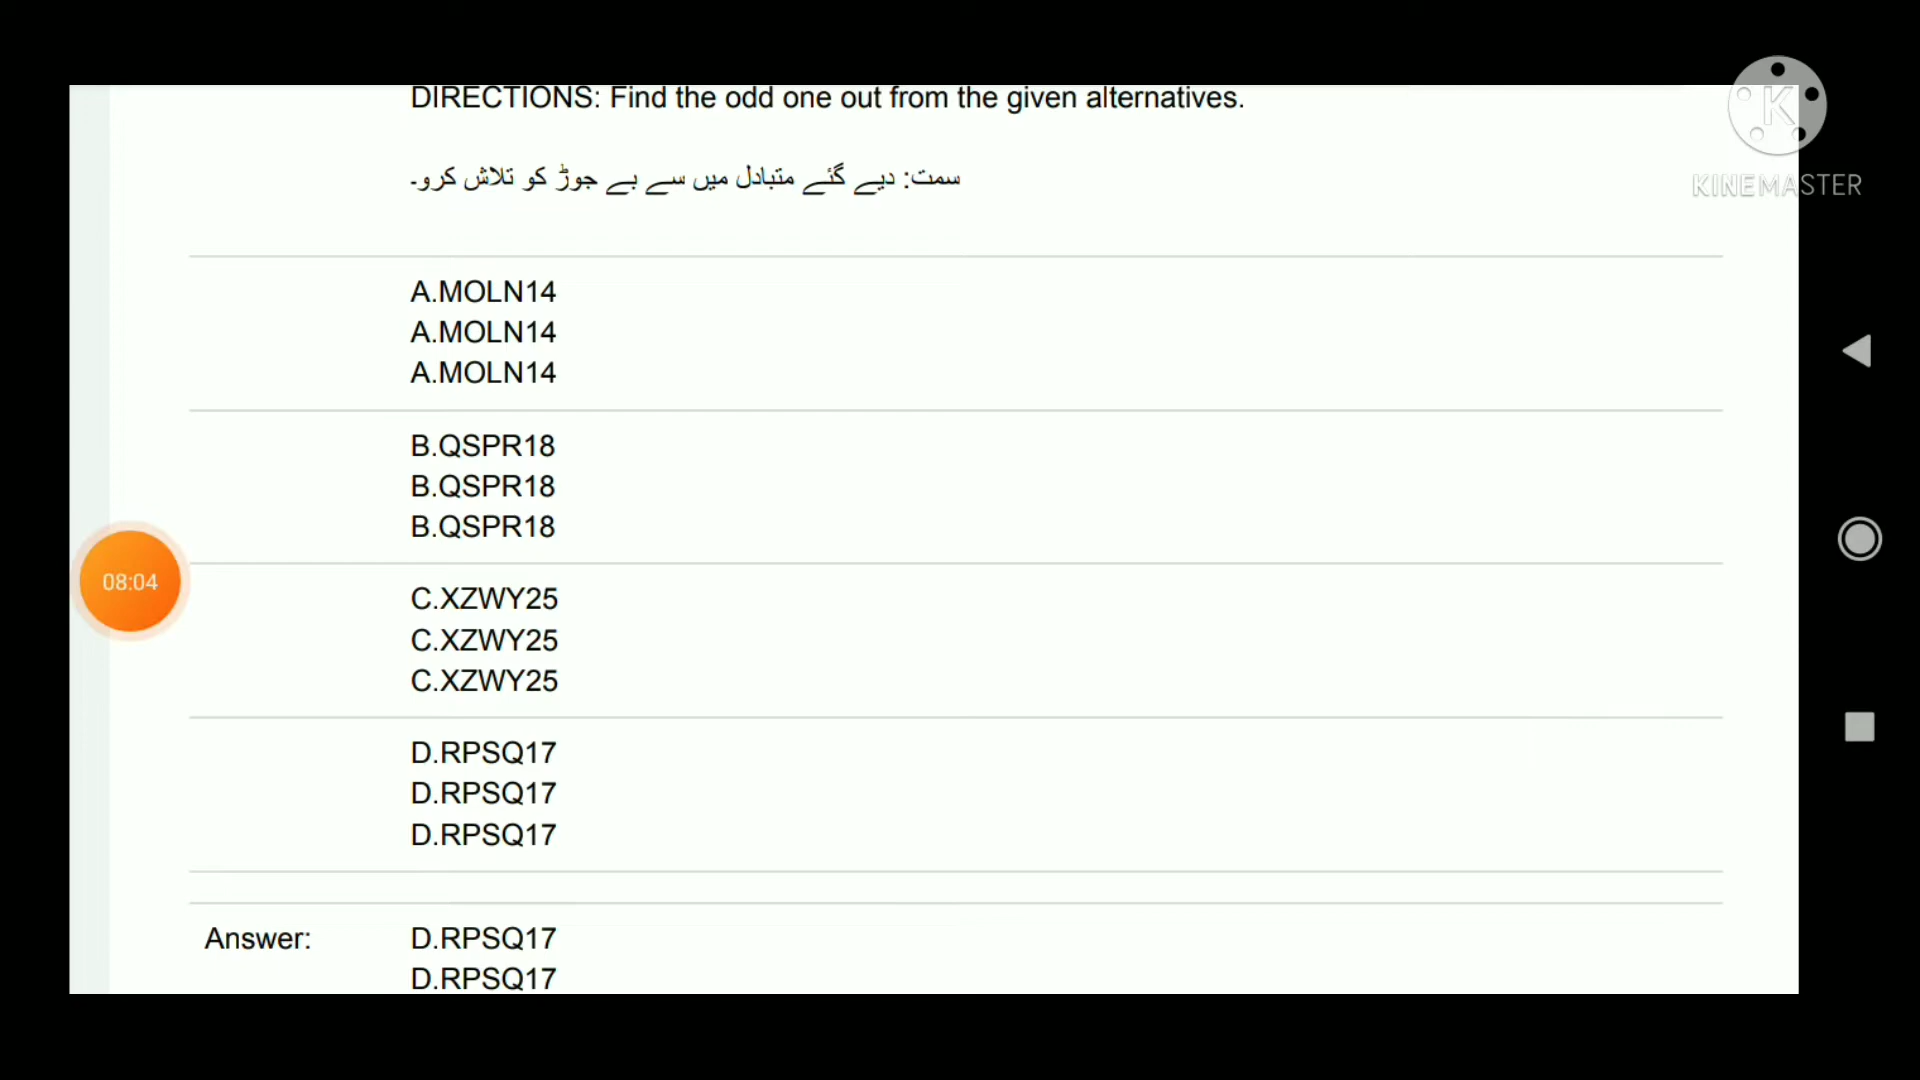 DIRECTIONS: Find the odd one out from the given alternatives.
سمت: دیے گئے متبادل میں سے بے جوڑ کو تلاش کرو۔
A.MOLN14
A.MOLN14
A.MOLN14
B.QSPR18
B.QSPR18
B.QSPR18
C.XZWY25
C.XZWY25
C.XZWY25
D.RPSQ17
D.RPSQ17
D.RPSQ17
Answer: D.RPSQ17
D.RPSQ17
08:04
K
KINEMASTER